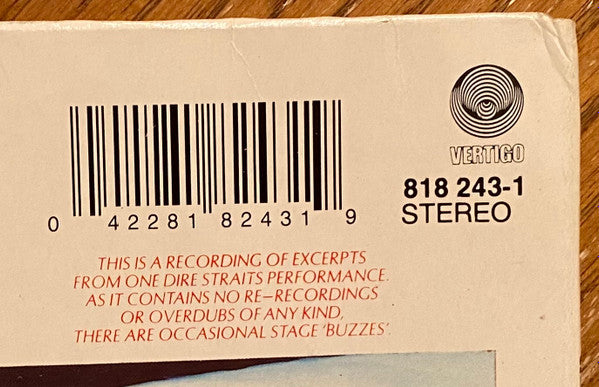 VERTIGO
818 243-1
STEREO
0 42281 82431 9
THIS IS A RECORDING OF EXCERPTS
FROM ONE DIRE STRAITS PERFORMANCE.
AS IT CONTAINS NO RE-RECORDINGS
OR OVERDUBS OF ANY KIND,
THERE ARE OCCASIONAL STAGE 'BUZZES'.